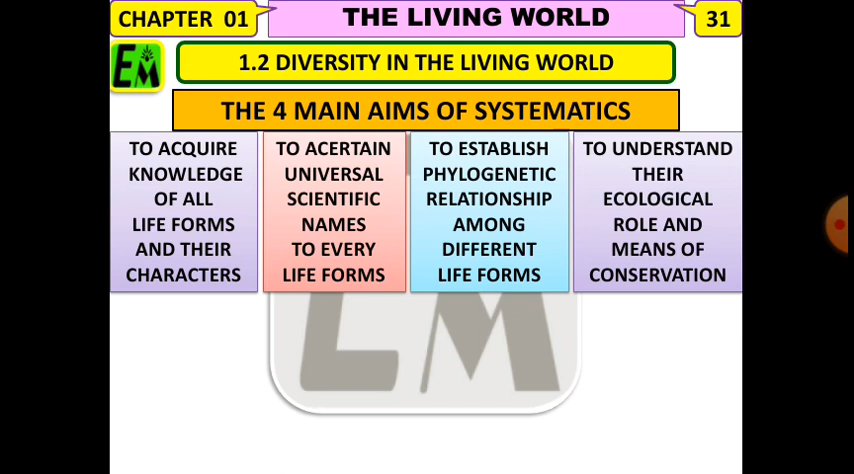 CHAPTER 01
THE LIVING WORLD
31
EM
1.2 DIVERSITY IN THE LIVING WORLD
THE 4 MAIN AIMS OF SYSTEMATICS
TO ACQUIRE
KNOWLEDGE
OF ALL
LIFE FORMS
AND THEIR
CHARACTERS
TO ACERTAIN
UNIVERSAL
SCIENTIFIC
NAMES
TO EVERY
LIFE FORMS
TO ESTABLISH
PHYLOGENETIC
RELATIONSHIP
AMONG
DIFFERENT
LIFE FORMS
TO UNDERSTAND
THEIR
ECOLOGICAL
ROLE AND
MEANS OF
CONSERVATION
EM